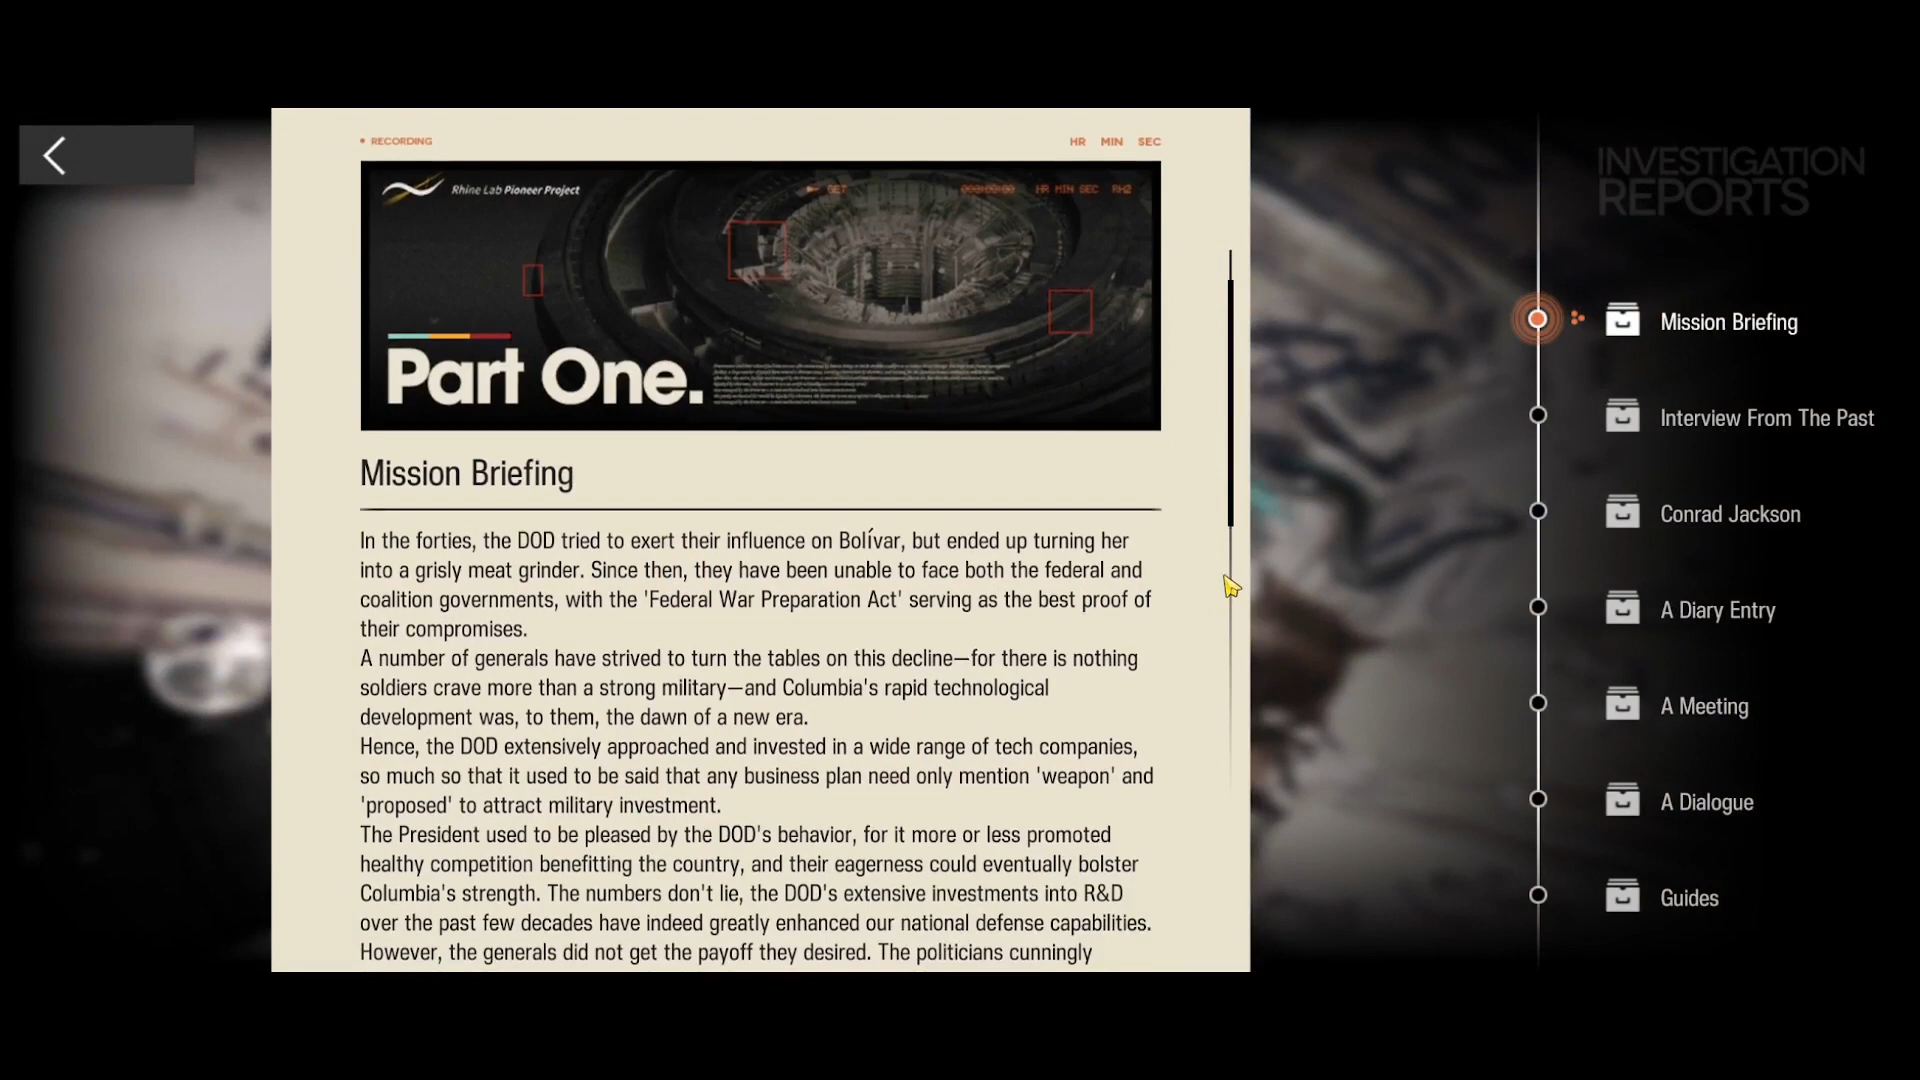 RECORDING
HR MIN SEC
Rhine Lab Pioneer Project
SET
HR MIN SEC
Part One.
Mission Briefing
In the forties, the DOD tried to exert their influence on Bolívar, but ended up turning her
into a grisly meat grinder. Since then, they have been unable to face both the federal and
coalition governments, with the 'Federal War Preparation Act' serving as the best proof of
their compromises.
A number of generals have strived to turn the tables on this decline—for there is nothing
soldiers crave more than a strong military—and Columbia's rapid technological
development was, to them, the dawn of a new era.
Hence, the DOD extensively approached and invested in a wide range of tech companies,
so much so that it used to be said that any business plan need only mention 'weapon' and
'proposed' to attract military investment.
The President used to be pleased by the DOD's behavior, for it more or less promoted
healthy competition benefitting the country, and their eagerness could eventually bolster
Columbia's strength. The numbers don't lie, the DOD's extensive investments into R&D
over the past few decades have indeed greatly enhanced our national defense capabilities.
However, the generals did not get the payoff they desired. The politicians cunningly
INVESTIGATION
REPORTS
Mission Briefing
Interview From The Past
Conrad Jackson
A Diary Entry
A Meeting
A Dialogue
Guides